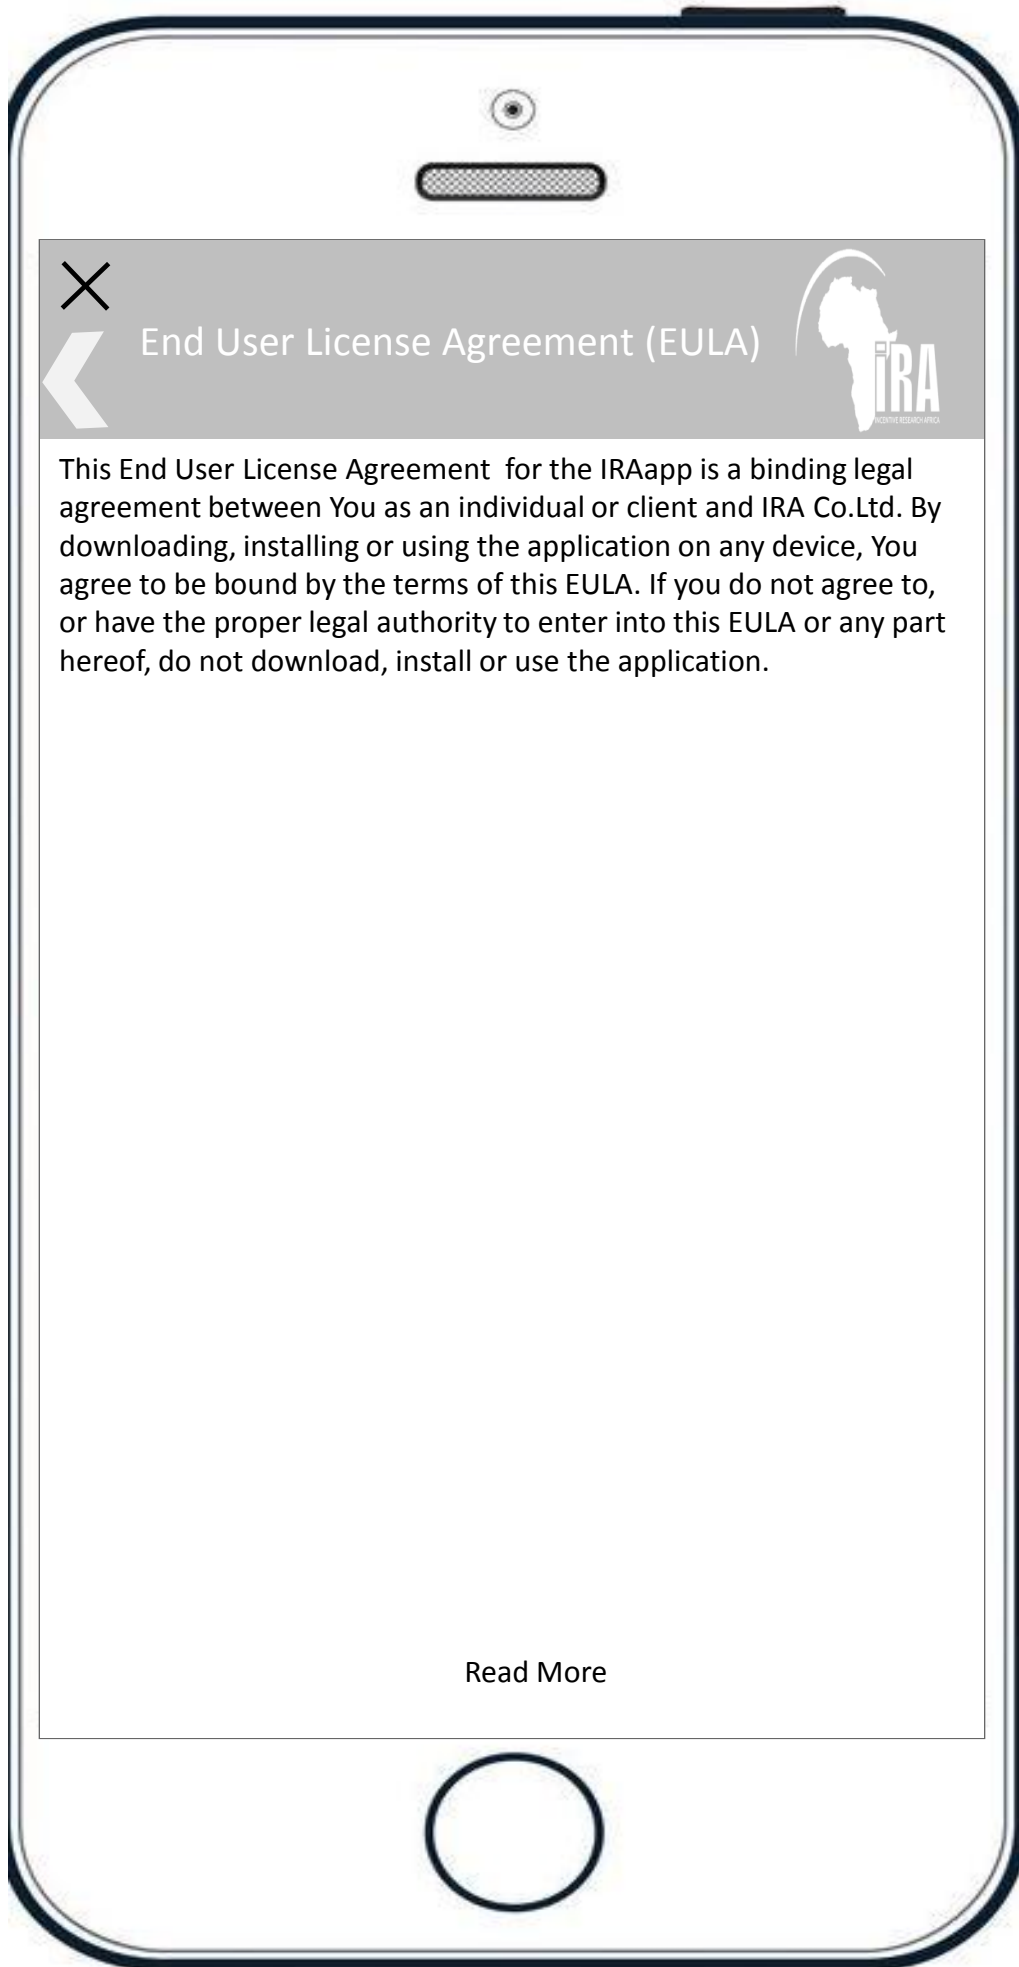 End User License Agreement (EULA)
iRA
INCENTIVE RESEARCH AFRICA
This End User License Agreement  for the IRAapp is a binding legal
agreement between You as an individual or client and IRA Co.Ltd. By
downloading, installing or using the application on any device, You
agree to be bound by the terms of this EULA. If you do not agree to,
or have the proper legal authority to enter into this EULA or any part
hereof, do not download, install or use the application.
Read More